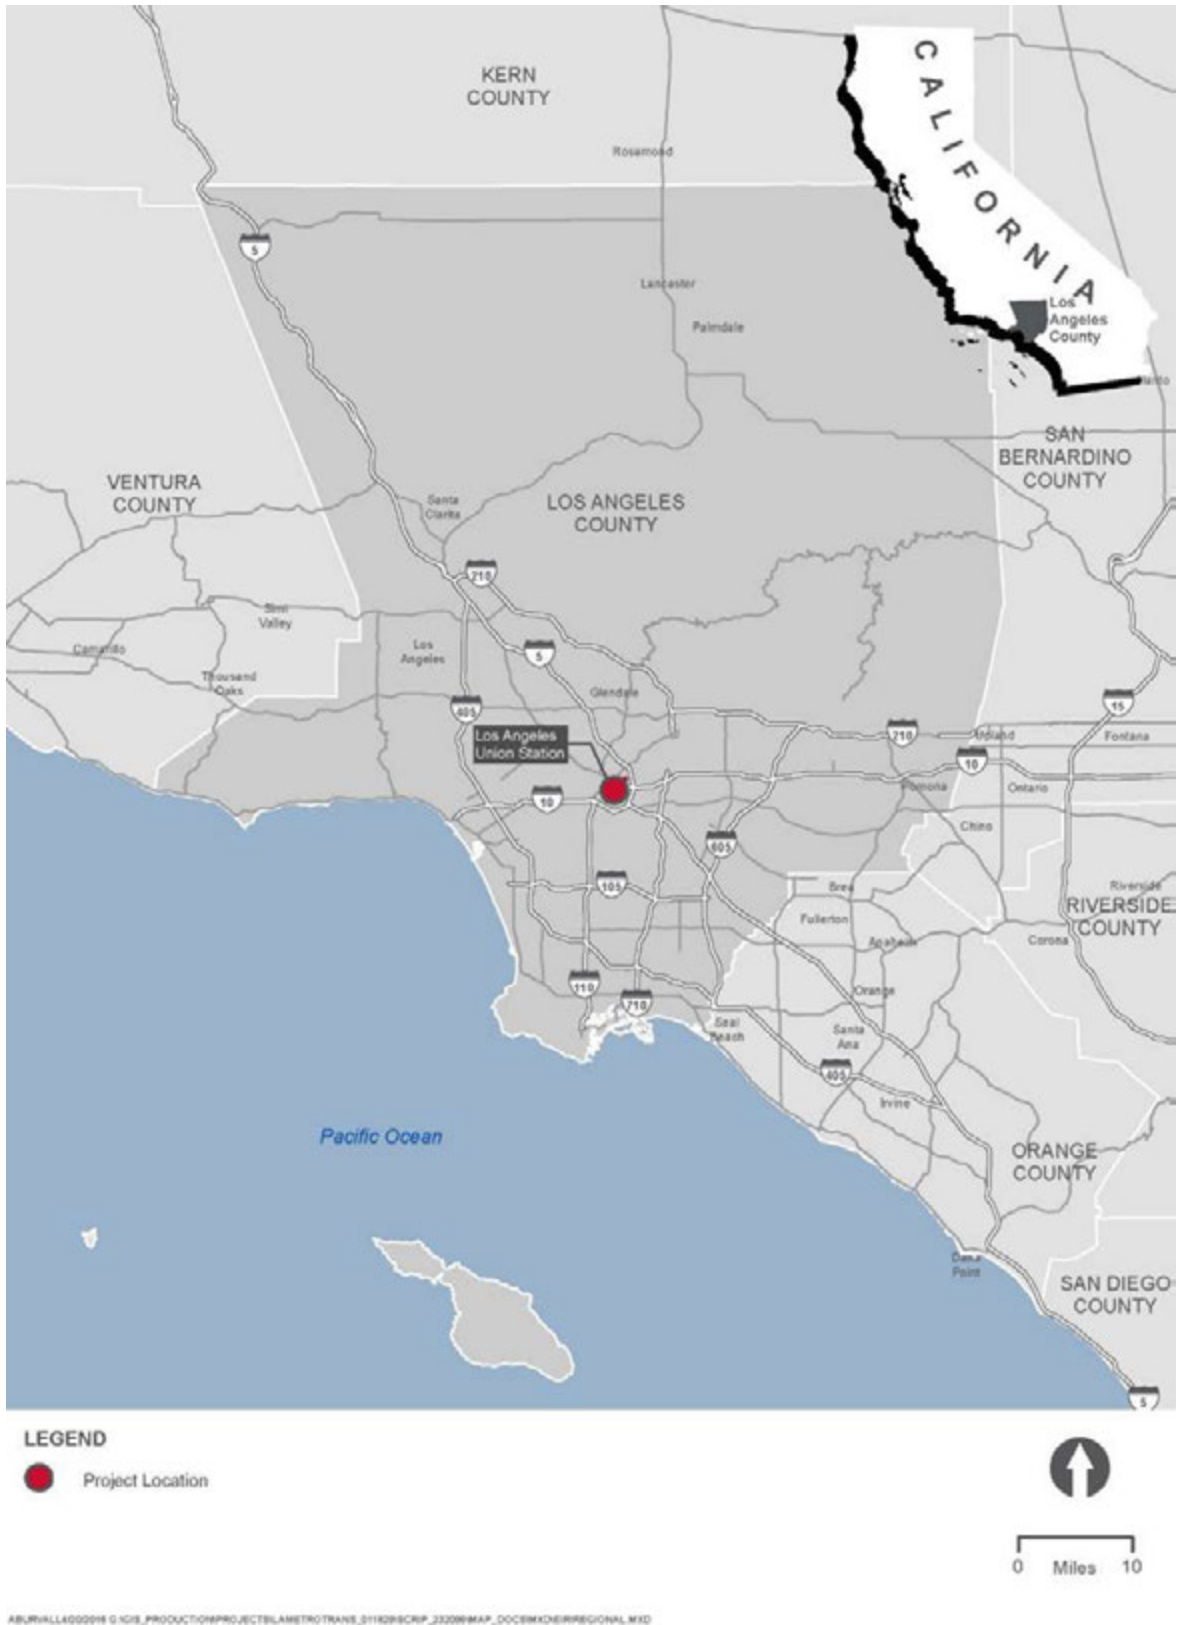 KERN
COUNTY
CALIFORNIA
Rosamond
5
Lancaster
Los
Angeles
County
Palmdale
SAN
BERNARDINO
COUNTY
VENTURA
COUNTY
Santa
Clarita
LOS ANGELES
COUNTY
210
Simi
Valley
Los
Angeles
5
Camarillo
Thousand
Oaks
Glendale
405
15
Los Angeles
Union Station
210
Upland
Fontana
10
10
Pomona
Ontario
Chino
605
105
Brea
Riverside
RIVERSIDE
COUNTY
Fullerton
Anaheim
Corona
110
710
Orange
Seal
Beach
Santa
Ana
405
Irvine
Pacific Ocean
ORANGE
COUNTY
Dana
Point
SAN DIEGO
COUNTY
5
LEGEND
Project Location
0 Miles 10